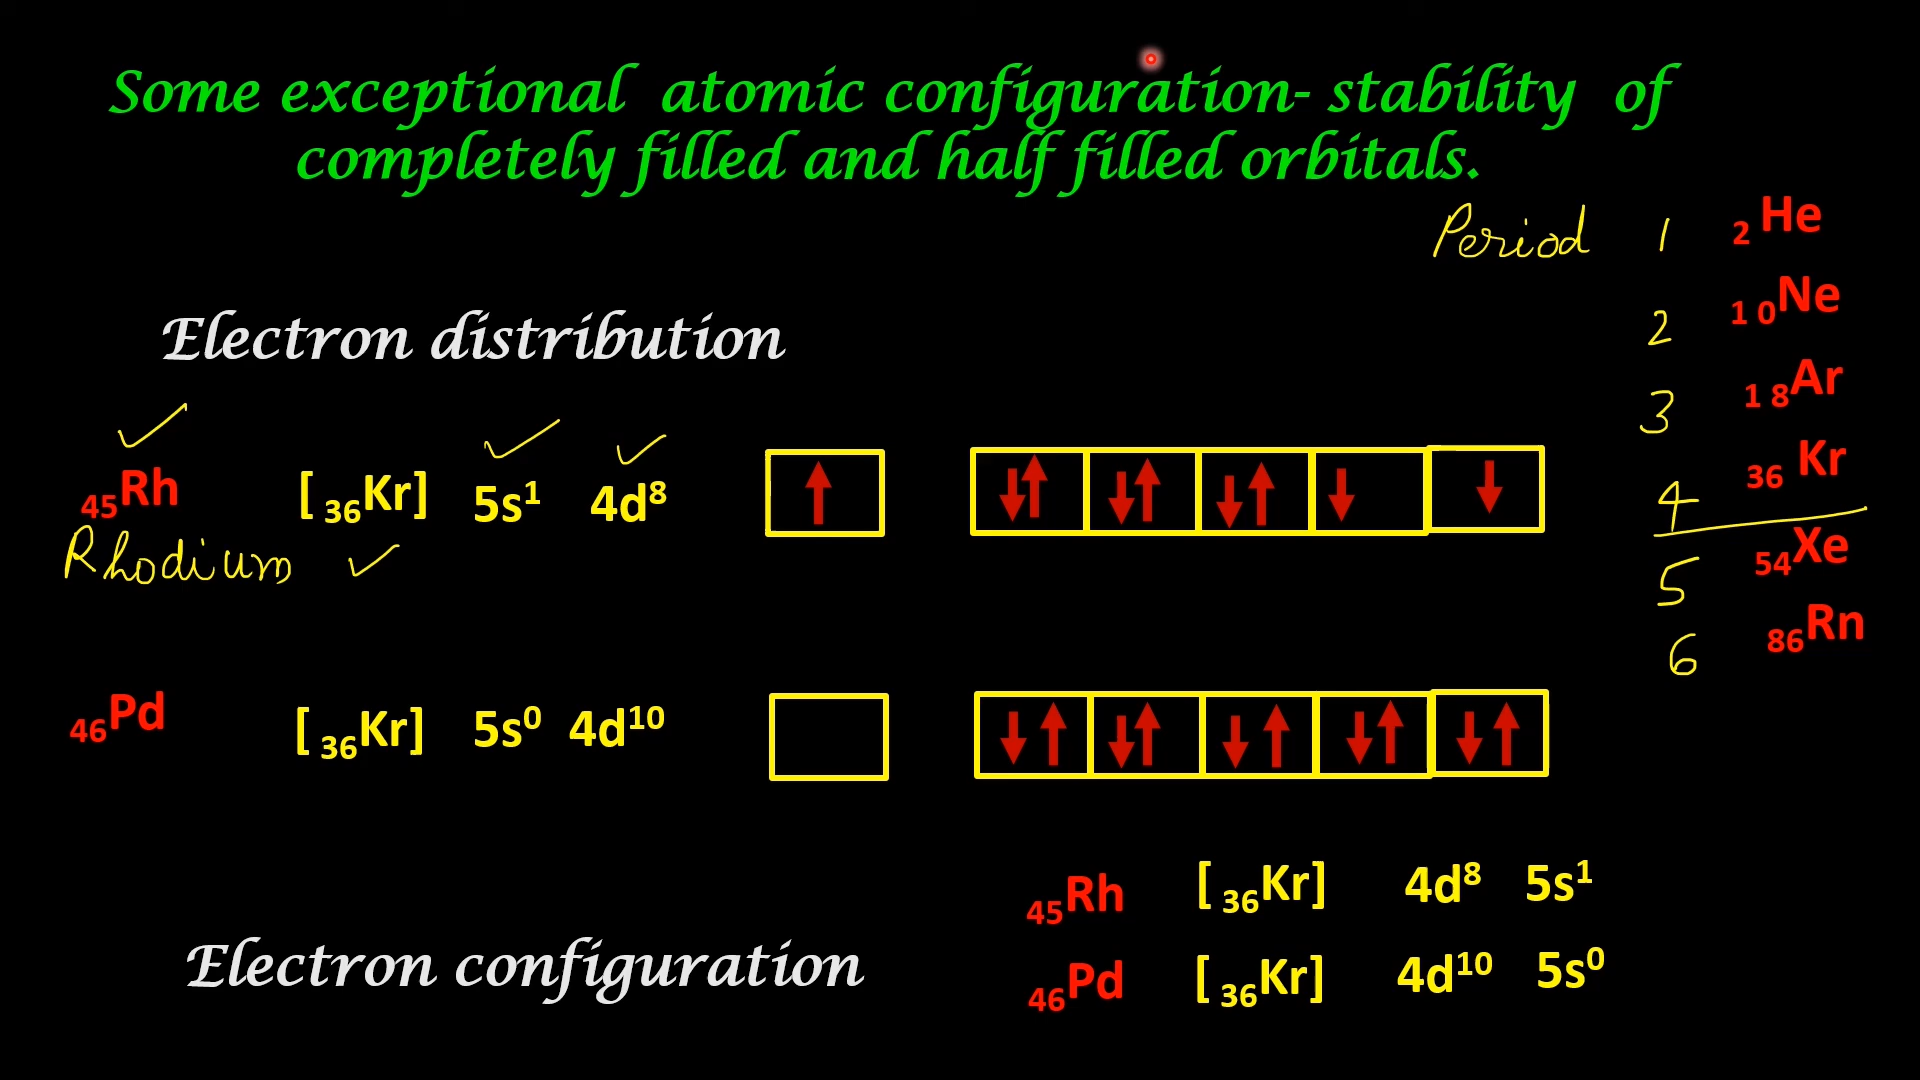 Some exceptional atomic configuration- stability of
completely filled and half filled orbitals.
Period 1 2He
2 10Ne
3 18Ar
4 36Kr
5 54Xe
6 86Rn
Electron distribution
45Rh [36Kr] 5s1 4d8
Rhodium
46Pd [36Kr] 5s0 4d10
Electron configuration
45Rh [36Kr] 4d8 5s1
46Pd [36Kr] 4d10 5s0